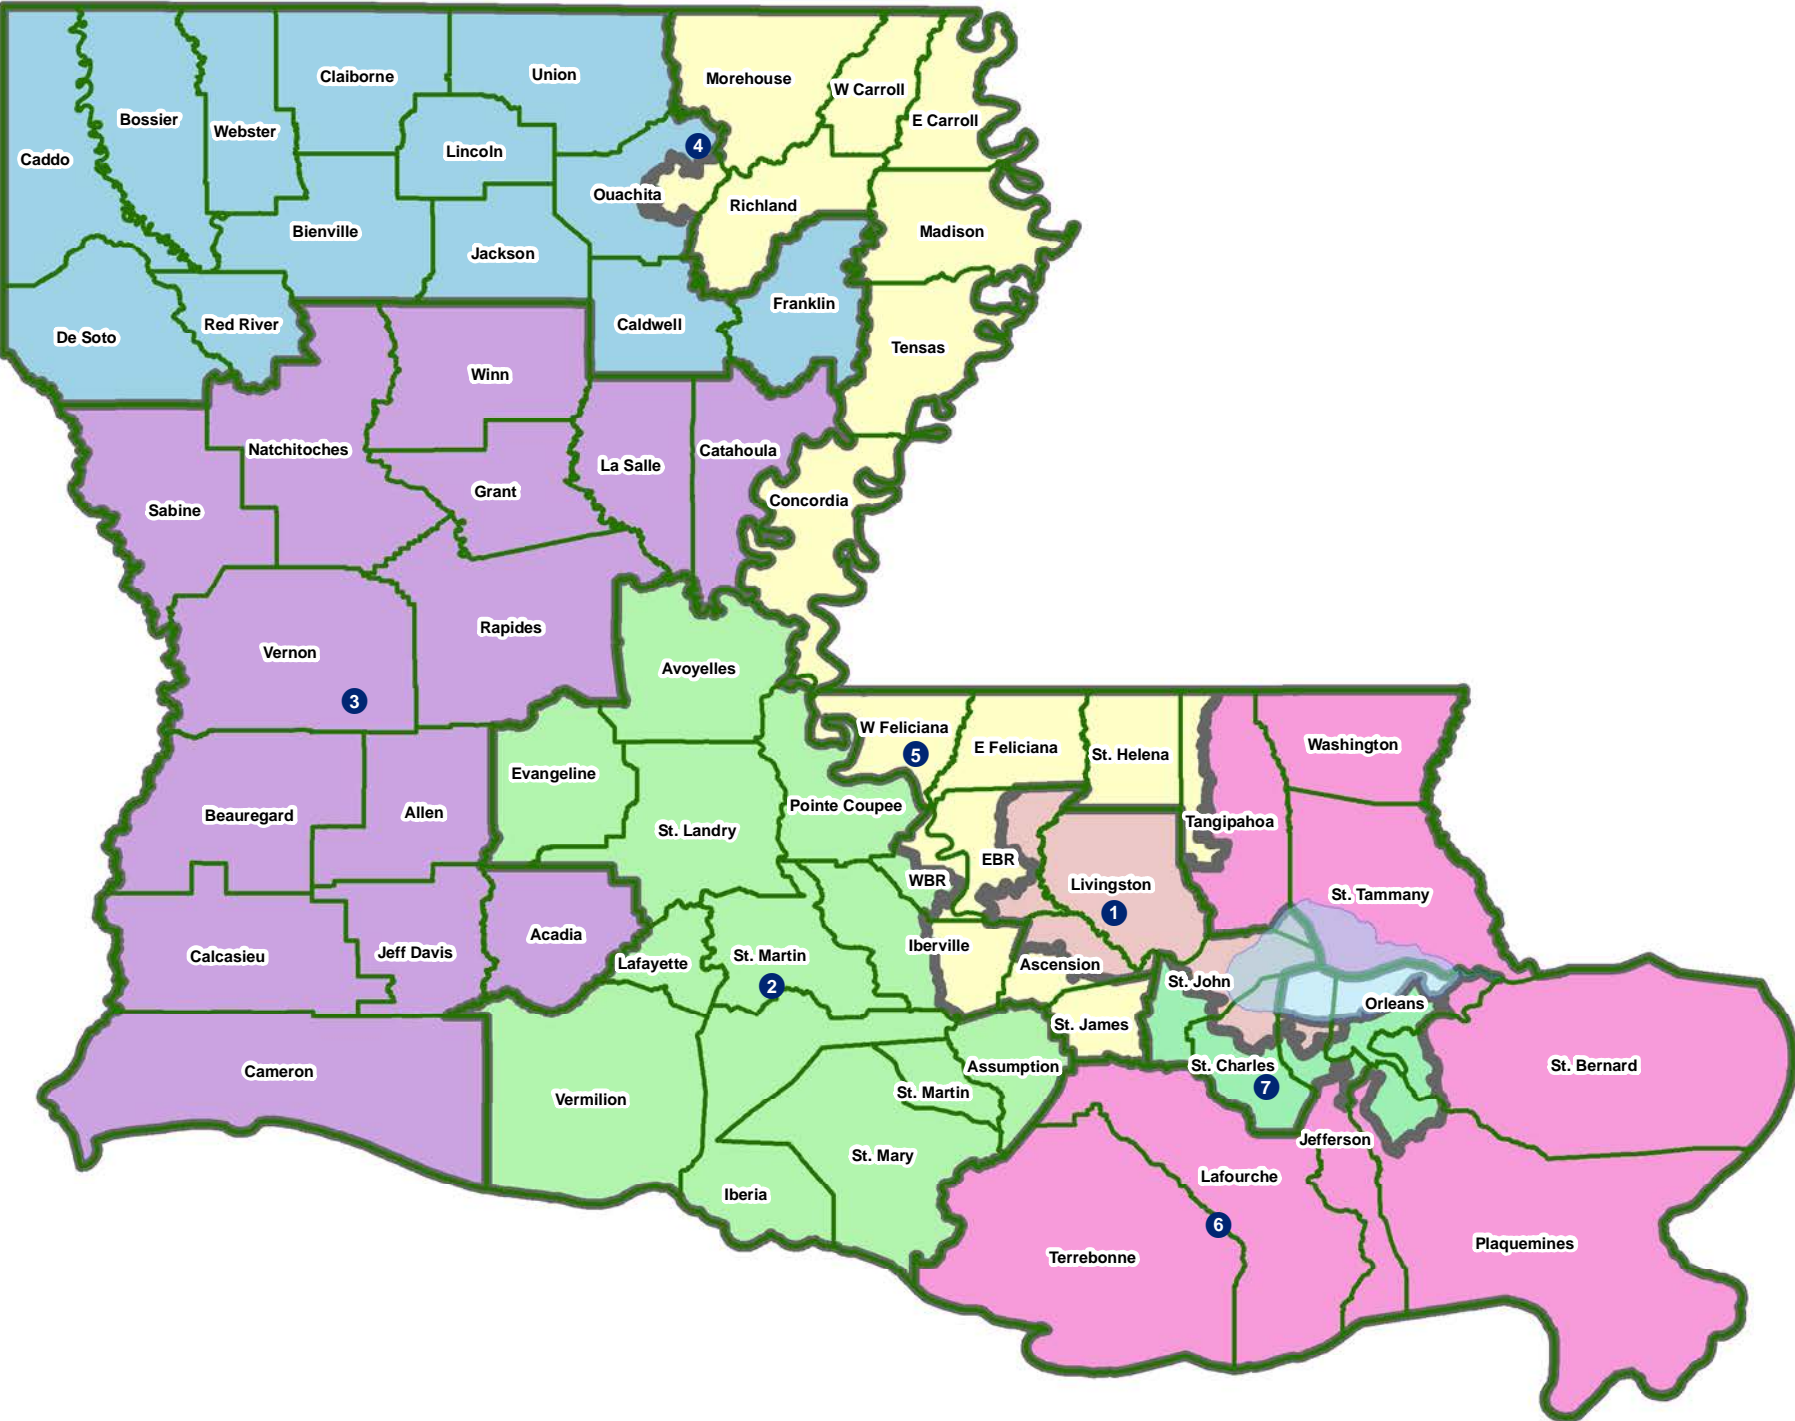 Union
Claiborne
Morehouse
W Carroll
Bossier
E Carroll
Webster
4
Lincoln
Caddo
Ouachita
Richland
Bienville
Madison
Jackson
Franklin
Red River
Caldwell
De Soto
Tensas
Winn
Natchitoches
Catahoula
La Salle
Grant
Concordia
Sabine
Rapides
Vernon
Avoyelles
3
W Feliciana
Washington
E Feliciana
St. Helena
5
Evangeline
Pointe Coupee
Allen
Beauregard
Tangipahoa
St. Landry
EBR
WBR
Livingston
St. Tammany
1
Acadia
Iberville
Jeff Davis
Calcasieu
St. Martin
Lafayette
Ascension
St. John
2
Orleans
St. James
St. Charles
St. Bernard
Assumption
Cameron
7
St. Martin
Vermilion
Jefferson
St. Mary
Lafourche
Iberia
6
Plaquemines
Terrebonne